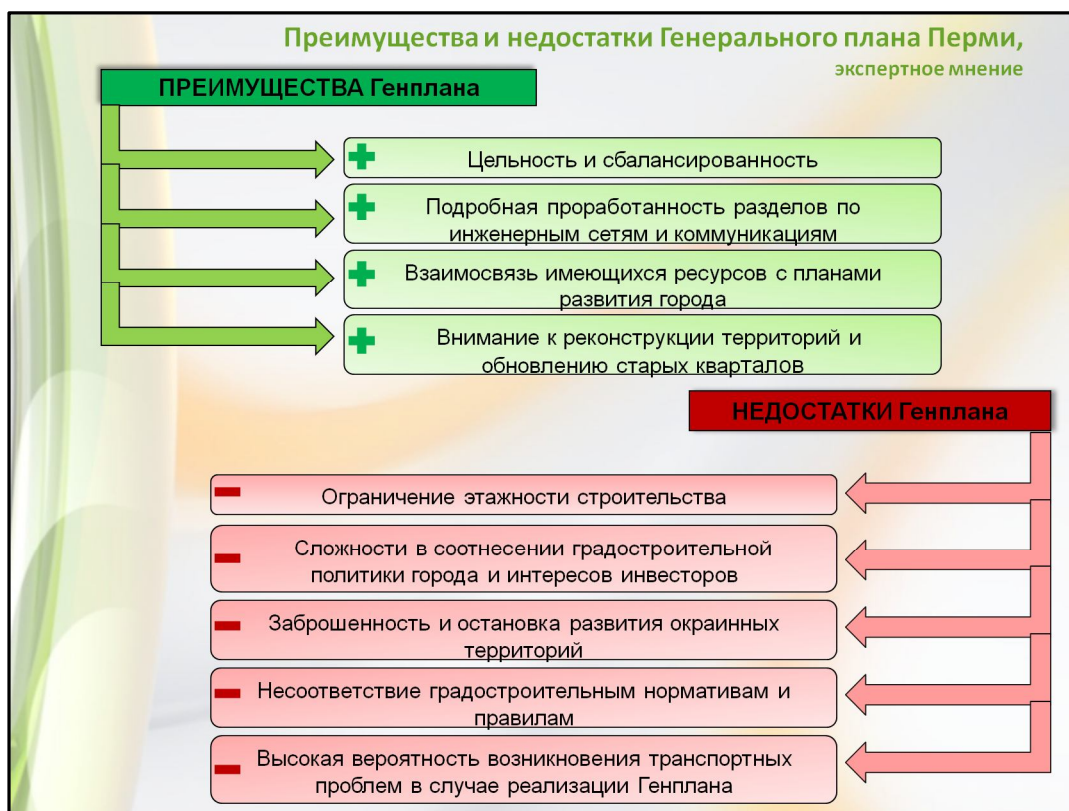 Преимущества и недостатки Генерального плана Перми,
экспертное мнение
ПРЕИМУЩЕСТВА Генплана
Цельность и сбалансированность
Подробная проработанность разделов по
инженерным сетям и коммуникациям
Взаимосвязь имеющихся ресурсов с планами
развития города
Внимание к реконструкции территорий и
обновлению старых кварталов
НЕДОСТАТКИ Генплана
Ограничение этажности строительства
Сложности в соотнесении градостроительной
политики города и интересов инвесторов
Заброшенность и остановка развития окраинных
территорий
Несоответствие градостроительным нормативам и
правилам
Высокая вероятность возникновения транспортных
проблем в случае реализации Генплана